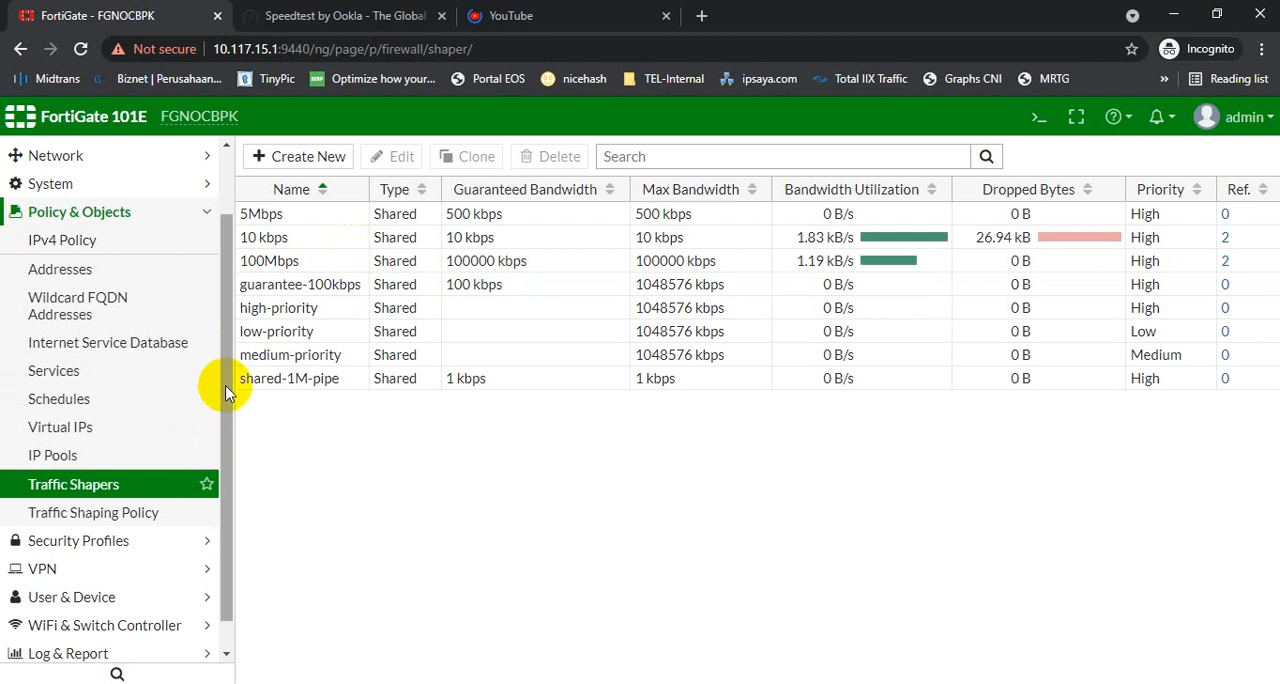 FortiGate - FGNOCBPK
Speedtest by Ookla - The Global
YouTube
Not secure
10.117.15.1:9440/ng/page/p/firewall/shaper/
Incognito
Midtrans
Biznet | Perusahaan...
TinyPic
Optimize how your...
Portal EOS
nicehash
TEL-Internal
ipsaya.com
Total IIX Traffic
Graphs CNI
MRTG
»
Reading list
FortiGate 101E FGNOCBPK
>_
admin
Network
System
Policy & Objects
IPv4 Policy
Addresses
Wildcard FQDN
Addresses
Internet Service Database
Services
Schedules
Virtual IPs
IP Pools
Traffic Shapers
Traffic Shaping Policy
Security Profiles
VPN
User & Device
WiFi & Switch Controller
Log & Report
+ Create New Edit Clone Delete Search
Name Type Guaranteed Bandwidth Max Bandwidth Bandwidth Utilization Dropped Bytes Priority Ref.
5Mbps Shared 500 kbps 500 kbps 0 B/s 0 B High 0
10 kbps Shared 10 kbps 10 kbps 1.83 kB/s 26.94 kB High 2
100Mbps Shared 100000 kbps 100000 kbps 1.19 kB/s 0 B High 2
guarantee-100kbps Shared 100 kbps 1048576 kbps 0 B/s 0 B High 0
high-priority Shared 1048576 kbps 0 B/s 0 B High 0
low-priority Shared 1048576 kbps 0 B/s 0 B Low 0
medium-priority Shared 1048576 kbps 0 B/s 0 B Medium 0
shared-1M-pipe Shared 1 kbps 1 kbps 0 B/s 0 B High 0